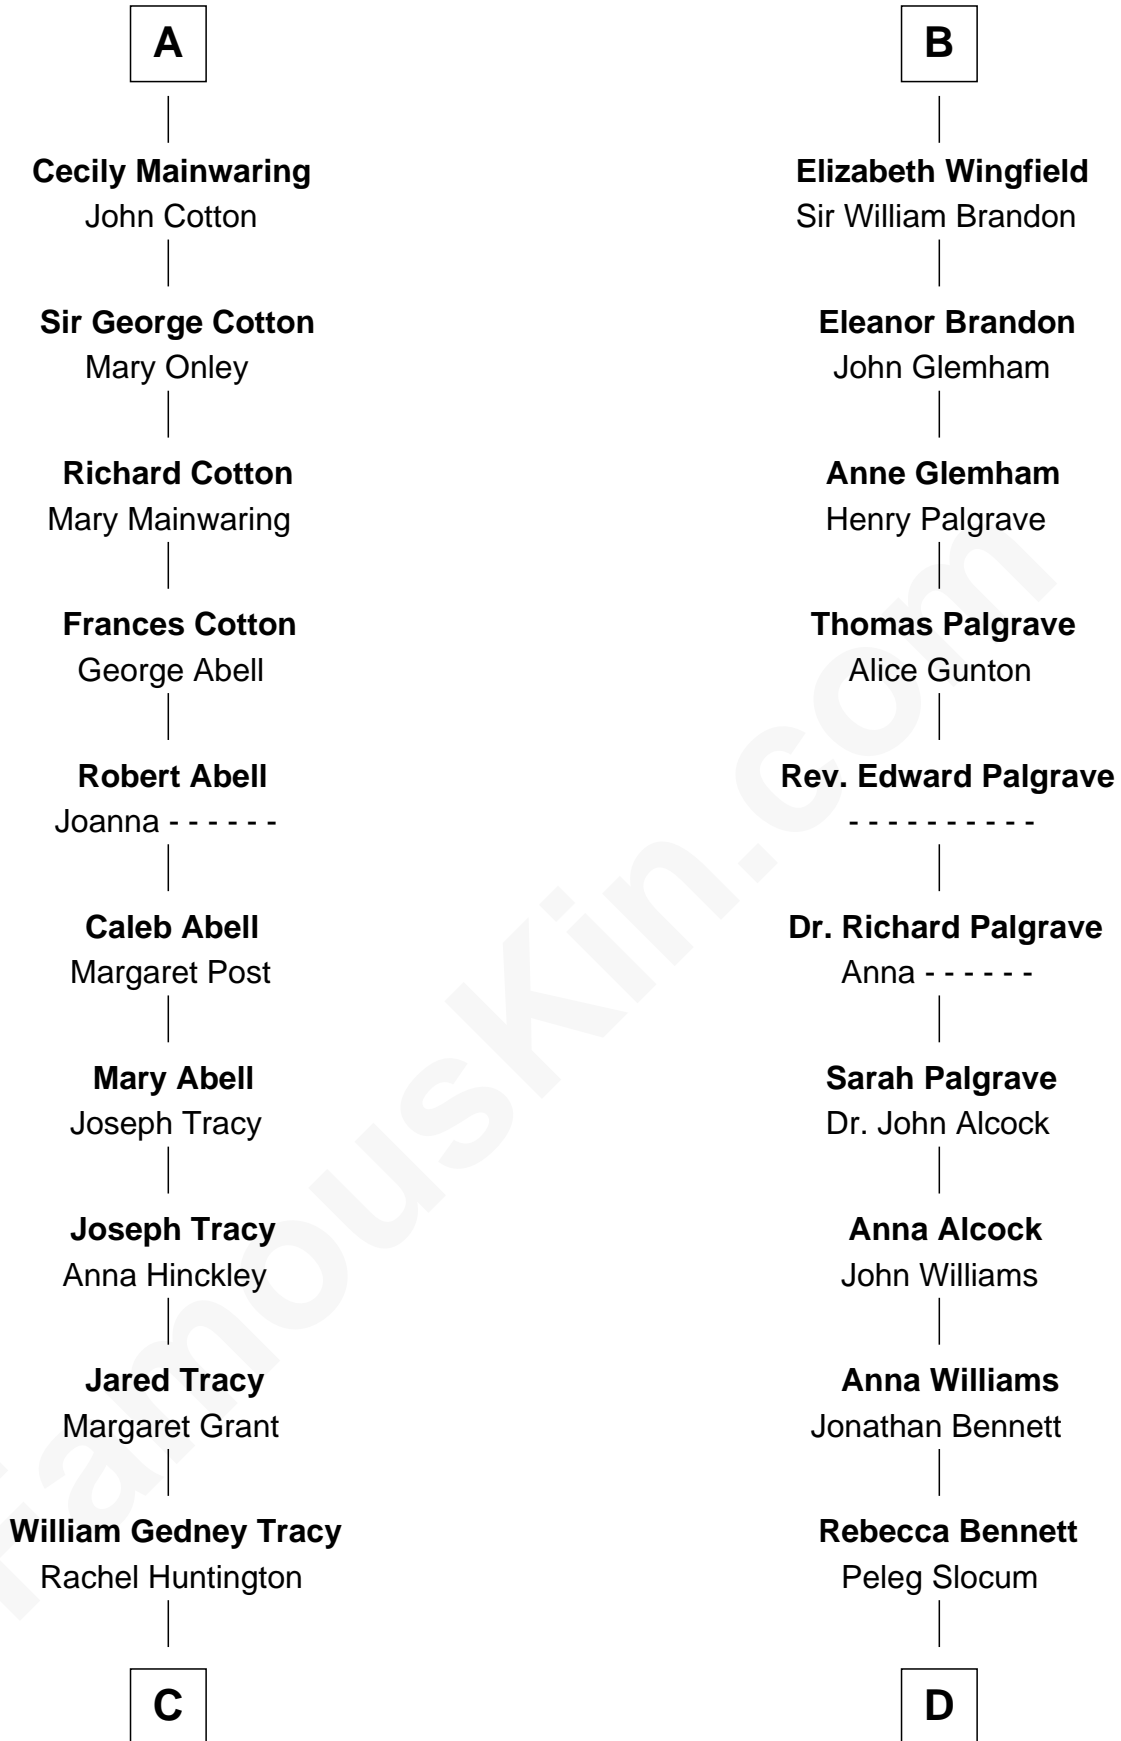 A
B
Cecily Mainwaring
John Cotton
Elizabeth Wingfield
Sir William Brandon
Sir George Cotton
Mary Onley
Eleanor Brandon
John Glemham
Richard Cotton
Mary Mainwaring
Anne Glemham
Henry Palgrave
Frances Cotton
George Abell
Thomas Palgrave
Alice Gunton
Robert Abell
Joanna - - - - - -
Rev. Edward Palgrave
- - - - - - - - - -
Caleb Abell
Margaret Post
Dr. Richard Palgrave
Anna - - - - - -
Mary Abell
Joseph Tracy
Sarah Palgrave
Dr. John Alcock
Joseph Tracy
Anna Hinckley
Anna Alcock
John Williams
Jared Tracy
Margaret Grant
Anna Williams
Jonathan Bennett
William Gedney Tracy
Rachel Huntington
Rebecca Bennett
Peleg Slocum
C
D
FamousKin.com